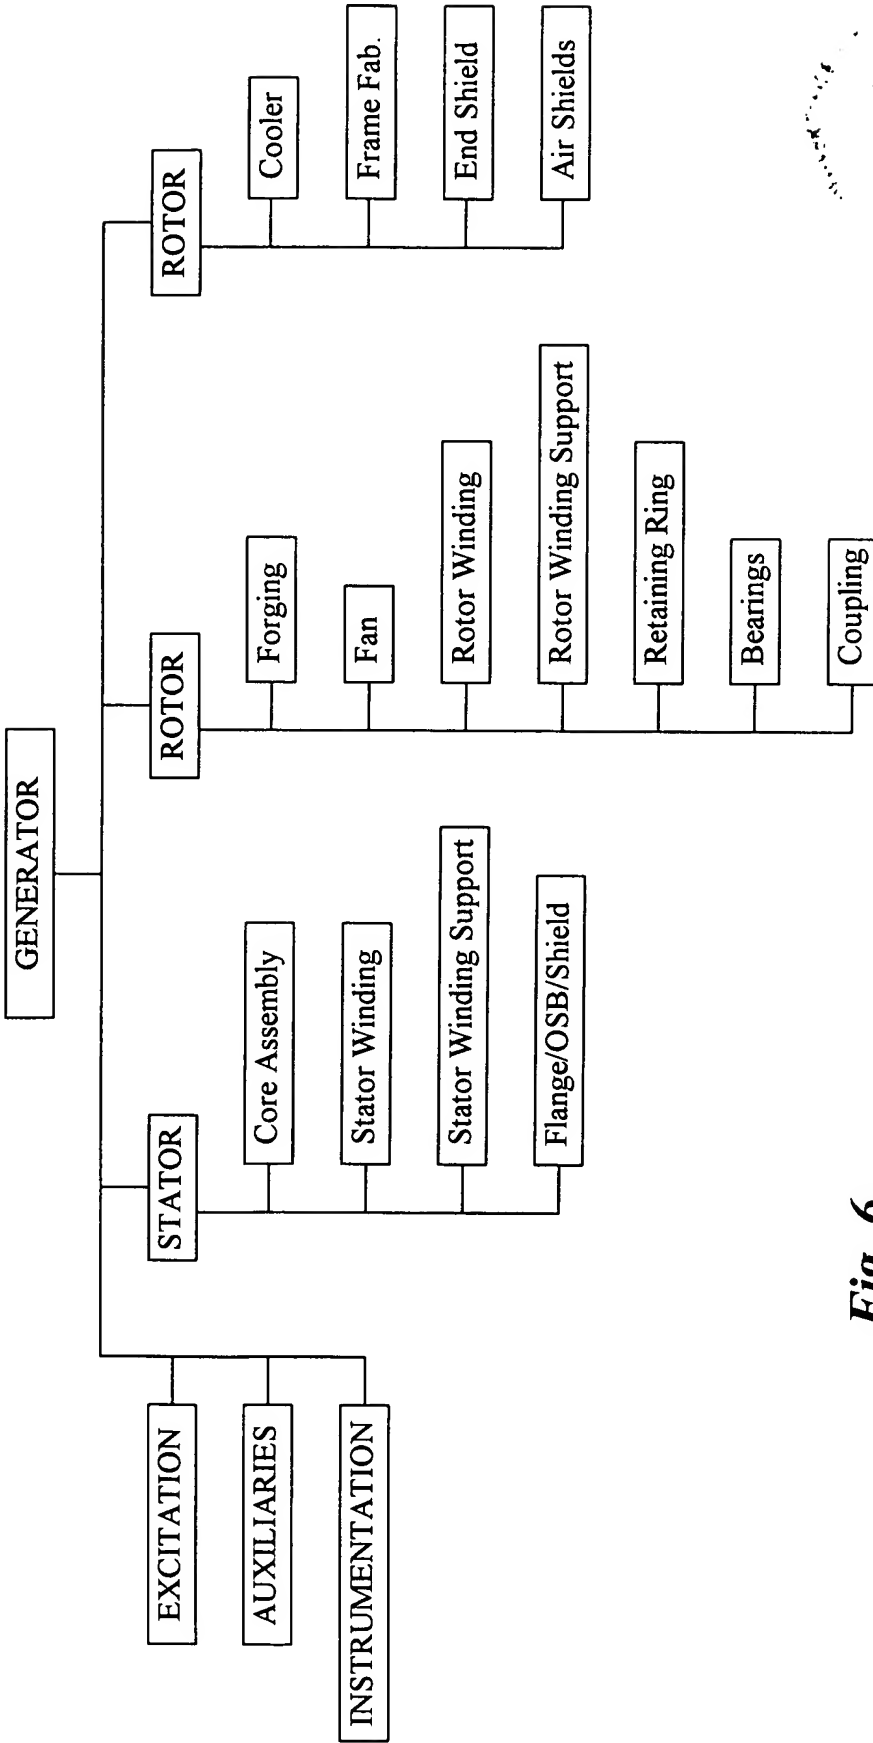 GENERATOR
EXCITATION
AUXILIARIES
INSTRUMENTATION
STATOR
Core Assembly
Stator Winding
Stator Winding Support
Flange/OSB/Shield
ROTOR
Forging
Fan
Rotor Winding
Rotor Winding Support
Retaining Ring
Bearings
Coupling
ROTOR
Cooler
Frame Fab.
End Shield
Air Shields
Fig. 6